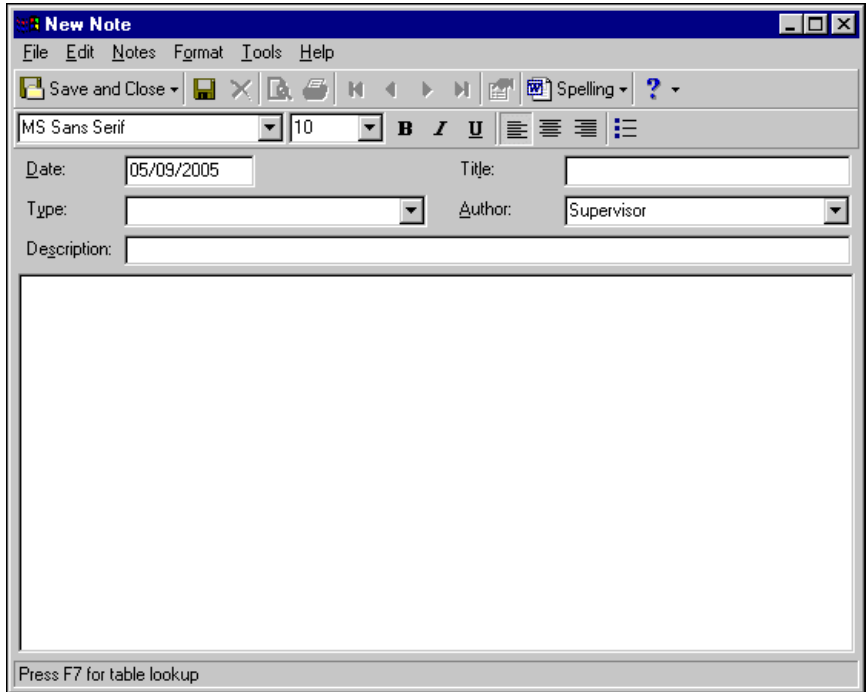 New Note
File Edit Notes Format Tools Help
Save and Close Spelling ?
MS Sans Serif 10 B I U
Date: 05/09/2005 Title:
Type: Author: Supervisor
Description:
Press F7 for table lookup